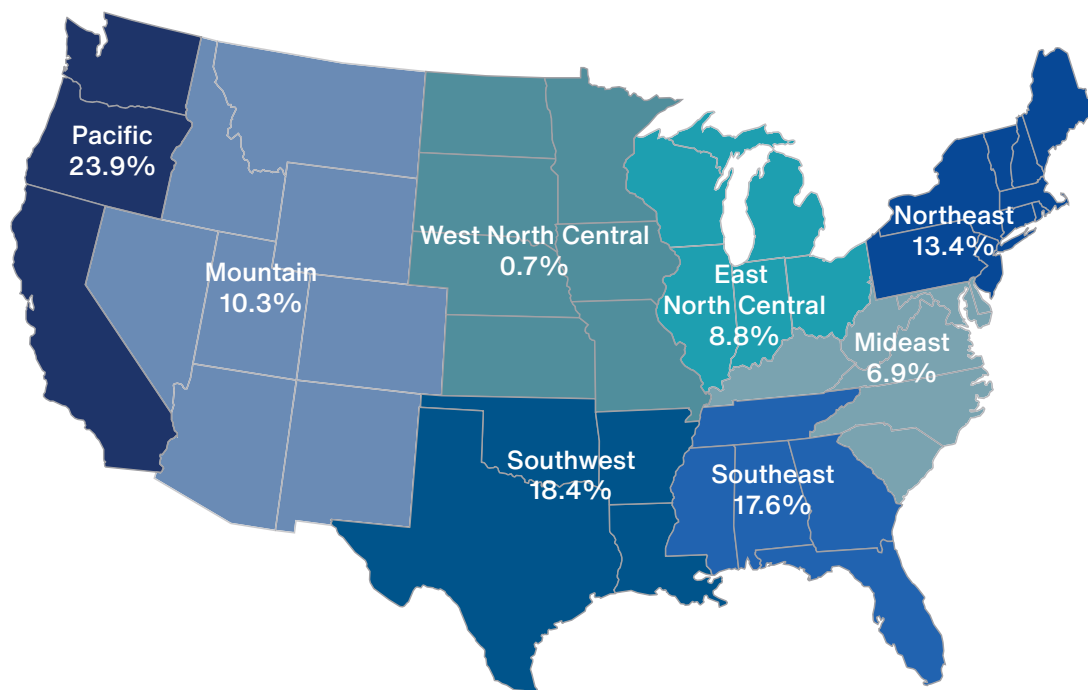 Pacific
23.9%
Mountain
10.3%
West North Central
0.7%
East
North Central
8.8%
Northeast
13.4%
Mideast
6.9%
Southwest
18.4%
Southeast
17.6%